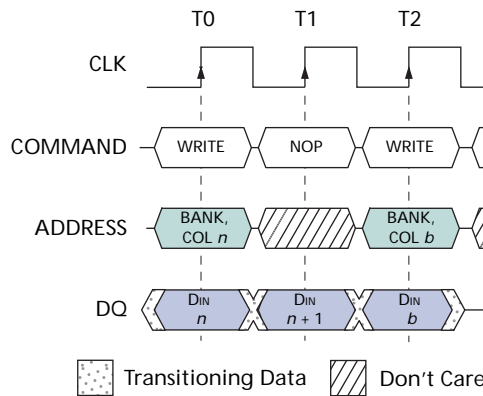 T0 T1 T2
CLK
COMMAND WRITE NOP WRITE
ADDRESS BANK, COL n BANK, COL b
DQ DIN n DIN n + 1 DIN b
Transitioning Data Don't Care